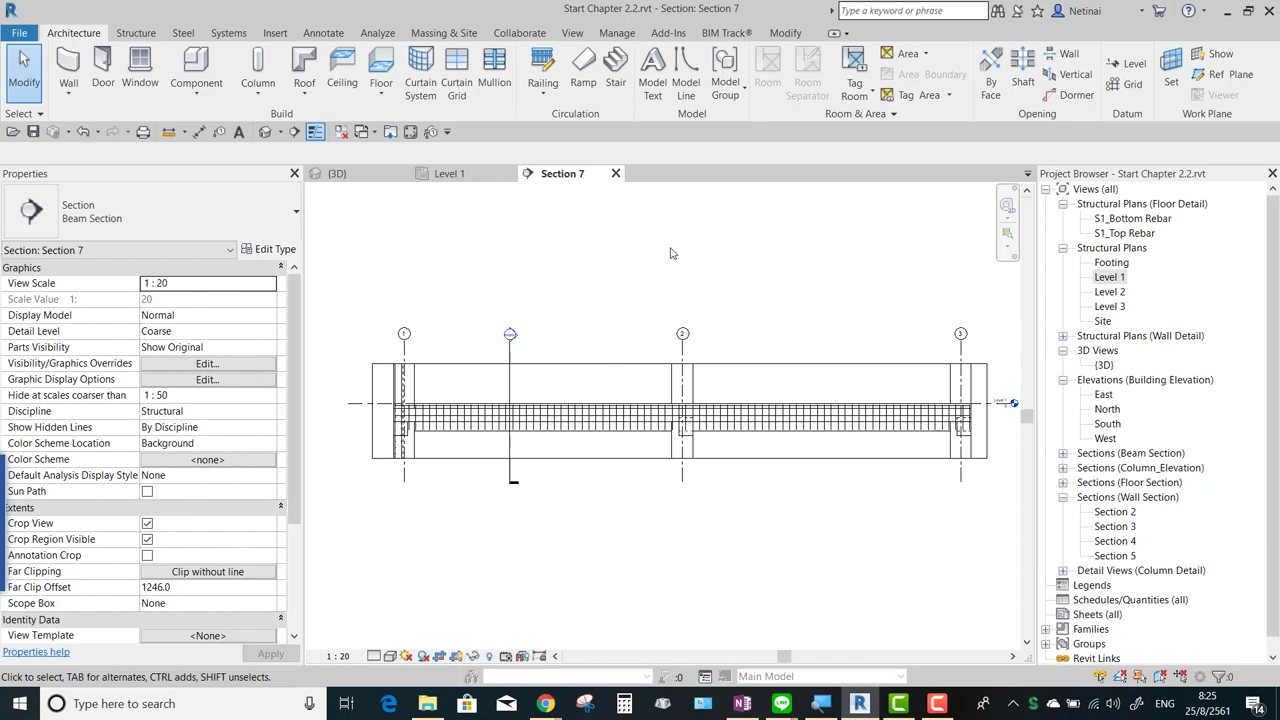 Start Chapter 2.2.rvt - Section: Section 7
Type a keyword or phrase
Netinai
File Architecture Structure Steel Systems Insert Annotate Analyze Massing & Site Collaborate View Manage Add-Ins BIM Track® Modify
Modify Wall Door Window Component Column Roof Ceiling Floor Curtain System Curtain Grid Mullion Railing Ramp Stair Model Text Model Line Model Group Room Room Separator Tag Room Area Area Boundary Tag Area By Face Shaft Wall Vertical Dormer Level Grid Set Show Ref Plane Viewer
Select Build Circulation Model Room & Area Opening Datum Work Plane
Properties
{3D}
Level 1
Section 7
Project Browser - Start Chapter 2.2.rvt
Section
Beam Section
Section: Section 7
Edit Type
Graphics
View Scale 1 : 20
Scale Value 1: 20
Display Model Normal
Detail Level Coarse
Parts Visibility Show Original
Visibility/Graphics Overrides Edit...
Graphic Display Options Edit...
Hide at scales coarser than 1 : 50
Discipline Structural
Show Hidden Lines By Discipline
Color Scheme Location Background
Color Scheme <none>
Default Analysis Display Style None
Sun Path
Extents
Crop View
Crop Region Visible
Annotation Crop
Far Clipping Clip without line
Far Clip Offset 1246.0
Scope Box None
Identity Data
View Template <None>
Properties help
Apply
1
2
3
Level 1
Views (all)
Structural Plans (Floor Detail)
S1_Bottom Rebar
S1_Top Rebar
Structural Plans
Footing
Level 1
Level 2
Level 3
Site
Structural Plans (Wall Detail)
3D Views
{3D}
Elevations (Building Elevation)
East
North
South
West
Sections (Beam Section)
Sections (Column_Elevation)
Sections (Floor Section)
Sections (Wall Section)
Section 2
Section 3
Section 4
Section 5
Detail Views (Column Detail)
Legends
Schedules/Quantities (all)
Sheets (all)
Families
Groups
Revit Links
1 : 20
Click to select, TAB for alternates, CTRL adds, SHIFT unselects.
:0
Main Model
:0
Type here to search
8:25
25/8/2561